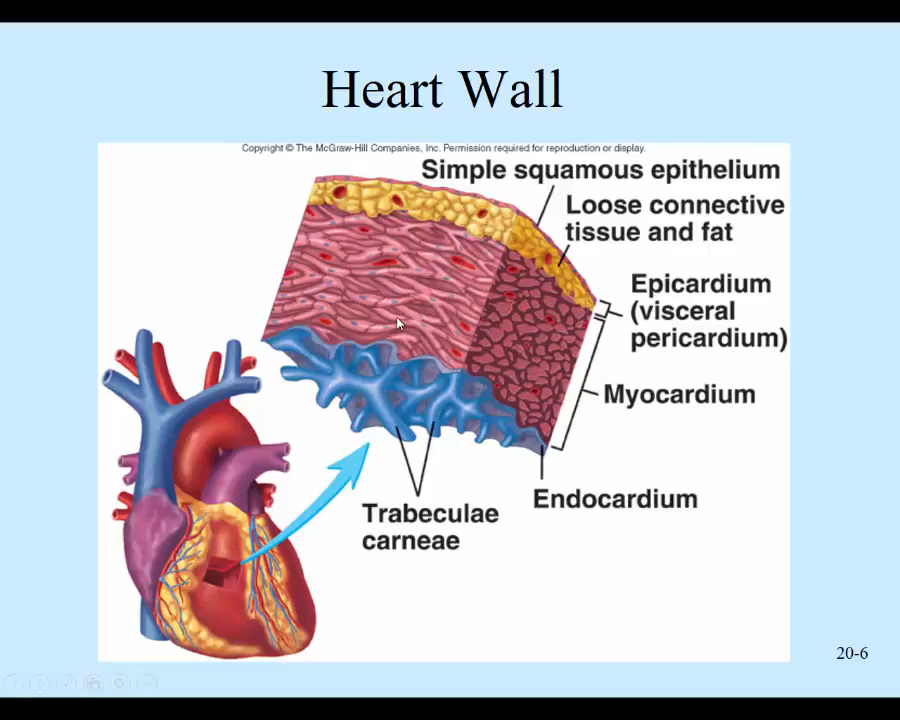 Heart Wall
Copyright © The McGraw-Hill Companies, Inc. Permission required for reproduction or display.
Simple squamous epithelium
Loose connective
tissue and fat
Epicardium
(visceral
pericardium)
Myocardium
Endocardium
Trabeculae
carneae
20-6